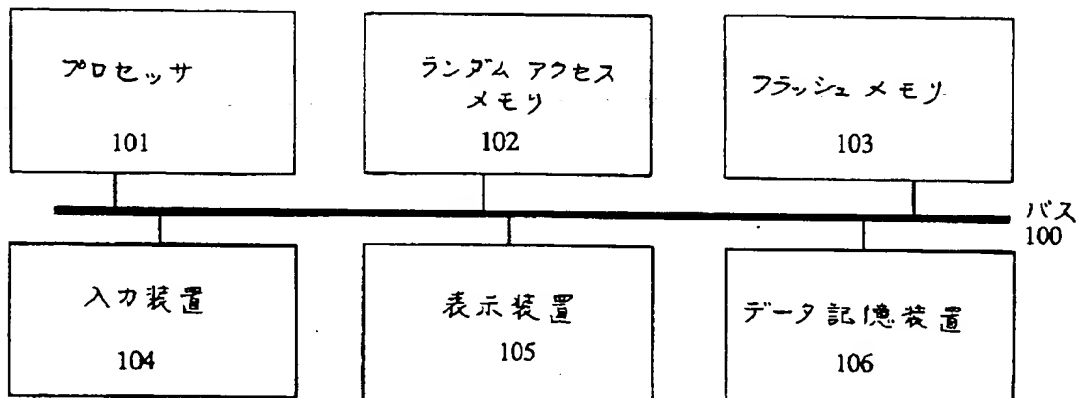 プロセッサ
101
ランダム アクセス
メモリ
102
フラッシュ メモリ
103
バス
100
入力装置
104
表示装置
105
データ記憶装置
106